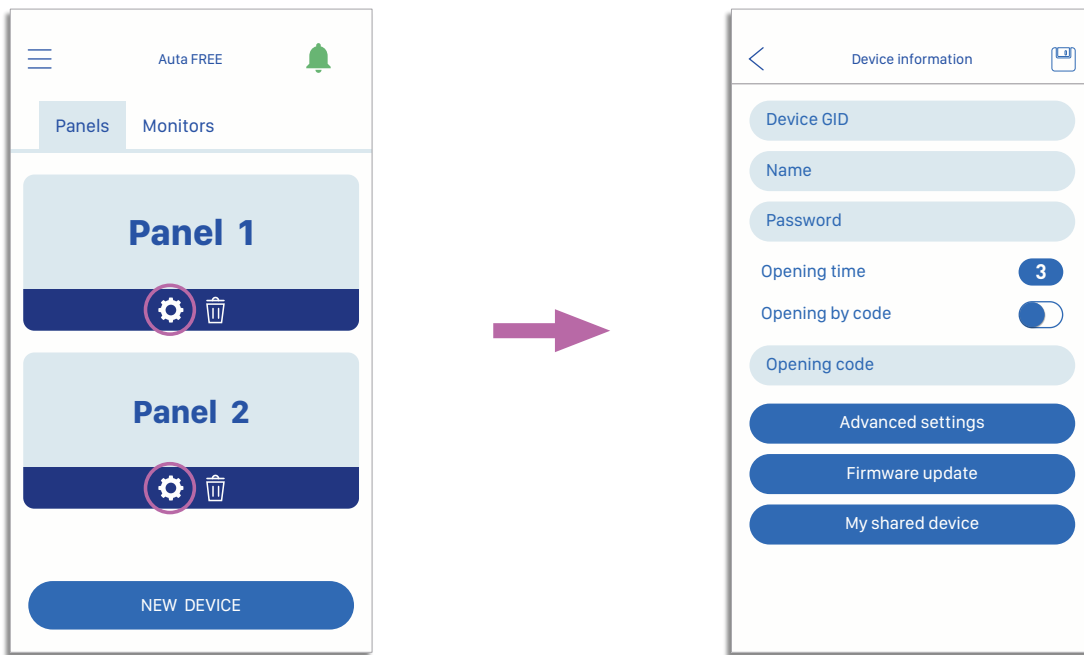 Auta FREE
Panels Monitors
Panel 1
Panel 2
NEW DEVICE
Device information
Device GID
Name
Password
Opening time 3
Opening by code
Opening code
Advanced settings
Firmware update
My shared device